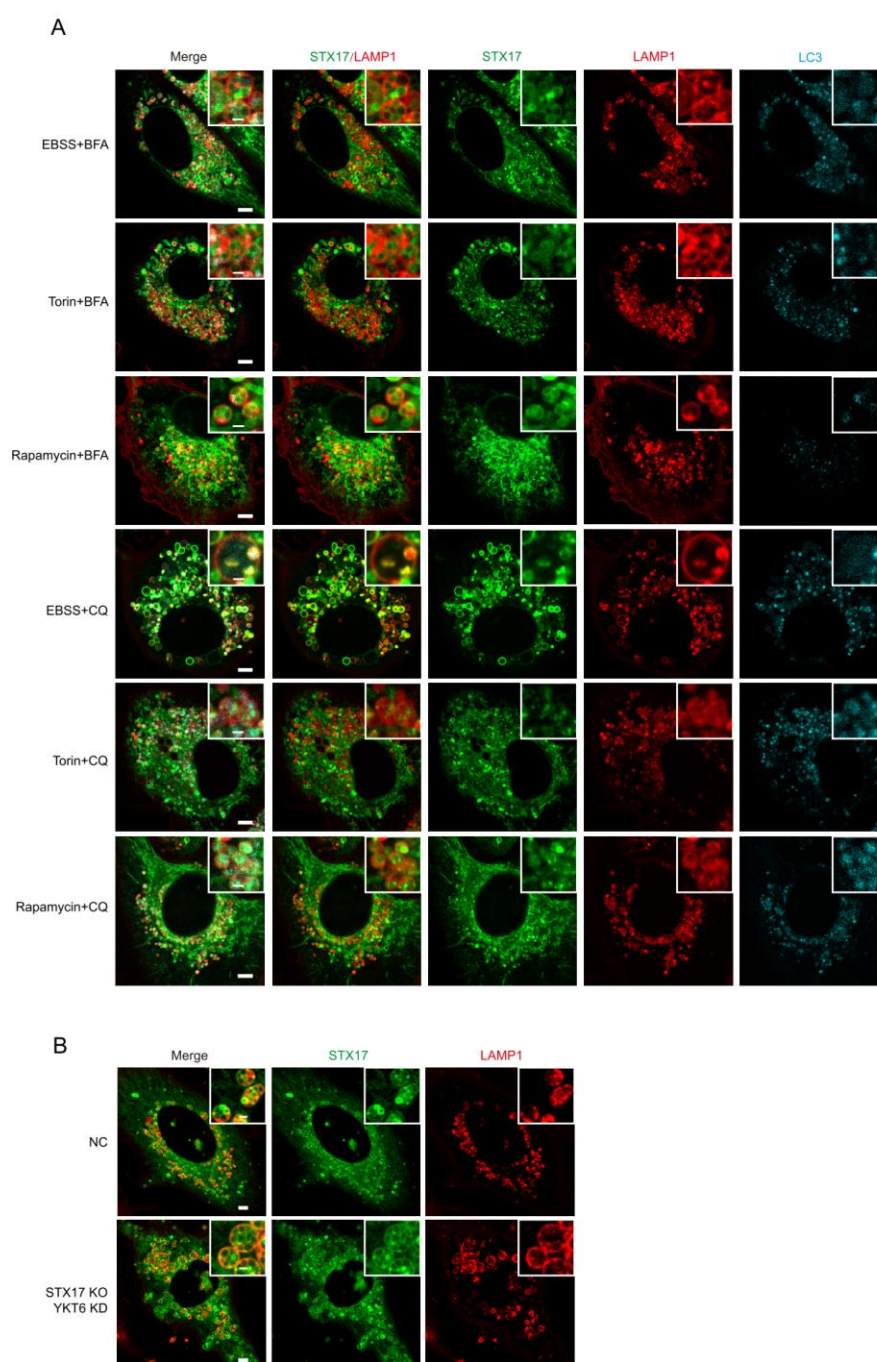 A
Merge STX17/LAMP1 STX17 LAMP1 LC3
EBSS+BFA
Torin+BFA
Rapamycin+BFA
EBSS+CQ
Torin+CQ
Rapamycin+CQ
B
Merge STX17 LAMP1
NC
STX17 KO
YKT6 KD